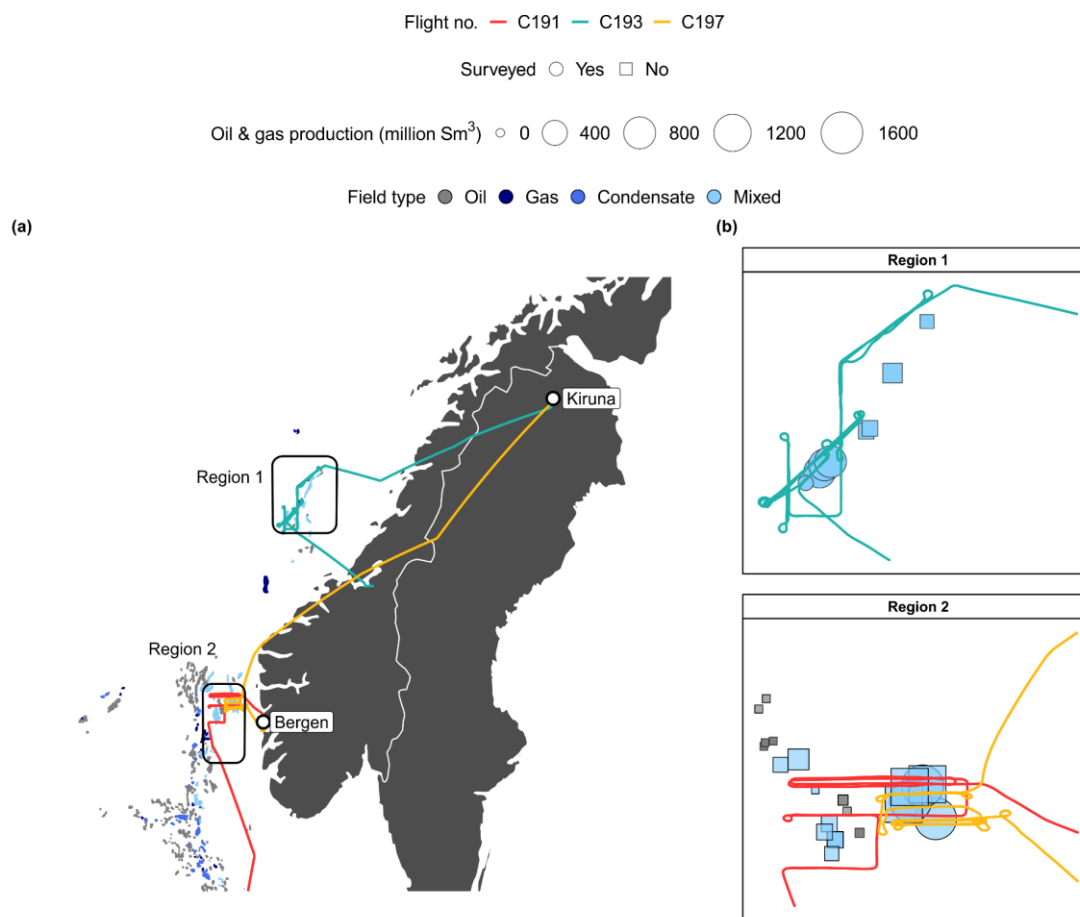 Flight no. C191 C193 C197
Surveyed Yes No
Oil & gas production (million Sm³) 0 400 800 1200 1600
Field type Oil Gas Condensate Mixed
(a)
(b)
Region 1
Kiruna
Region 1
Region 2
Region 2
Bergen